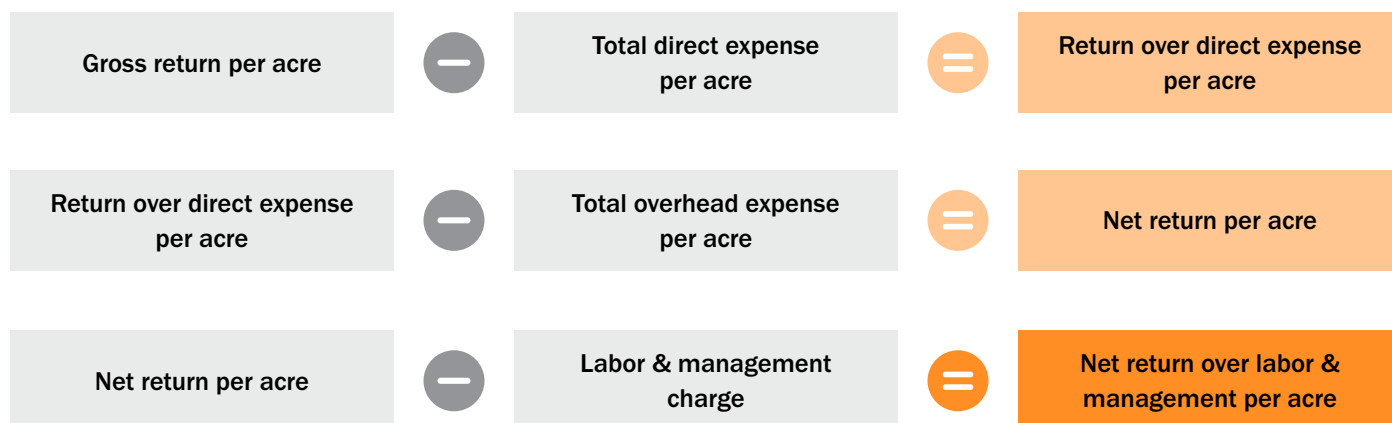 Gross return per acre
Total direct expense
per acre
Return over direct expense
per acre
Return over direct expense
per acre
Total overhead expense
per acre
Net return per acre
Net return per acre
Labor & management
charge
Net return over labor &
management per acre